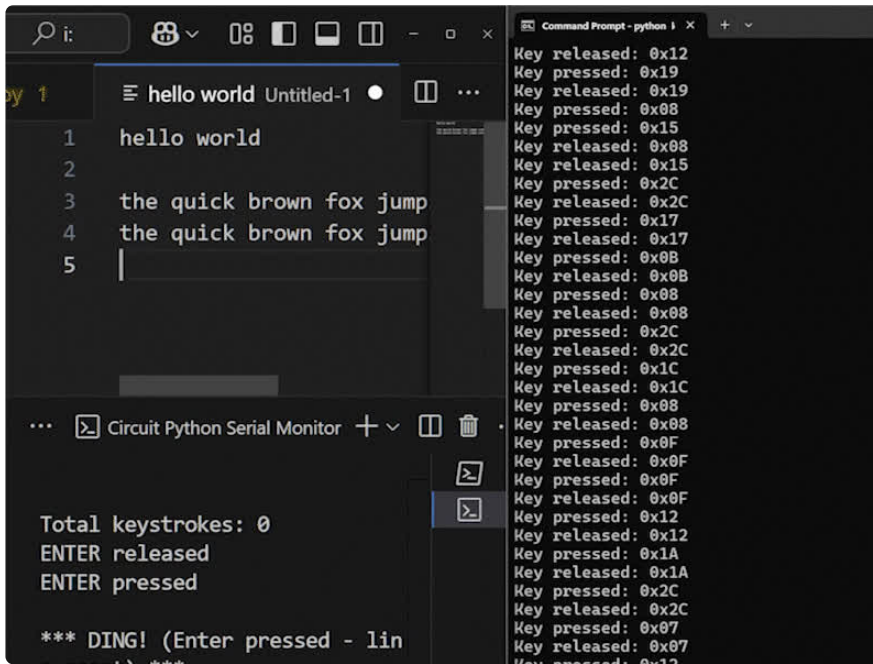 i:
py 1
hello world Untitled-1
1 hello world
2
3 the quick brown fox jump
4 the quick brown fox jump
5
Circuit Python Serial Monitor
Total keystrokes: 0
ENTER released
ENTER pressed
*** DING! (Enter pressed - lin
Command Prompt - python
Key released: 0x12
Key pressed: 0x19
Key released: 0x19
Key pressed: 0x08
Key pressed: 0x15
Key released: 0x08
Key released: 0x15
Key pressed: 0x2C
Key released: 0x2C
Key pressed: 0x17
Key released: 0x17
Key pressed: 0x0B
Key released: 0x0B
Key pressed: 0x08
Key released: 0x08
Key pressed: 0x2C
Key released: 0x2C
Key pressed: 0x1C
Key released: 0x1C
Key pressed: 0x08
Key released: 0x08
Key pressed: 0x0F
Key released: 0x0F
Key pressed: 0x0F
Key released: 0x0F
Key pressed: 0x12
Key released: 0x12
Key pressed: 0x1A
Key released: 0x1A
Key pressed: 0x2C
Key released: 0x2C
Key pressed: 0x07
Key released: 0x07
Key pressed: 0x12